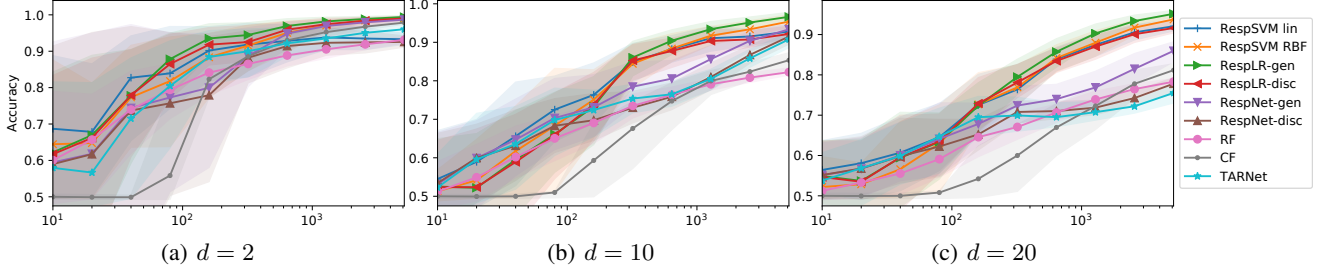 Accuracy
1.0
0.9
0.8
0.7
0.6
0.5
10^1
10^2
10^3
(a) d = 2
1.0
0.9
0.8
0.7
0.6
0.5
10^1
10^2
10^3
(b) d = 10
0.9
0.8
0.7
0.6
0.5
10^1
10^2
10^3
(c) d = 20
RespSVM lin
RespSVM RBF
RespLR-gen
RespLR-disc
RespNet-gen
RespNet-disc
RF
CF
TARNet